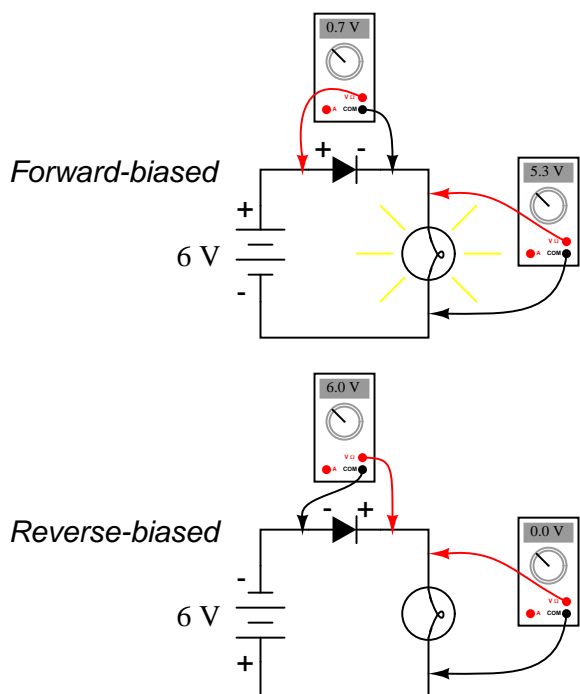 0.7 V
V Ω
A COM
+ -
Forward-biased
5.3 V
+
6 V
V Ω
A COM
-
6.0 V
V Ω
A COM
- +
Reverse-biased
0.0 V
-
6 V
V Ω
A COM
+